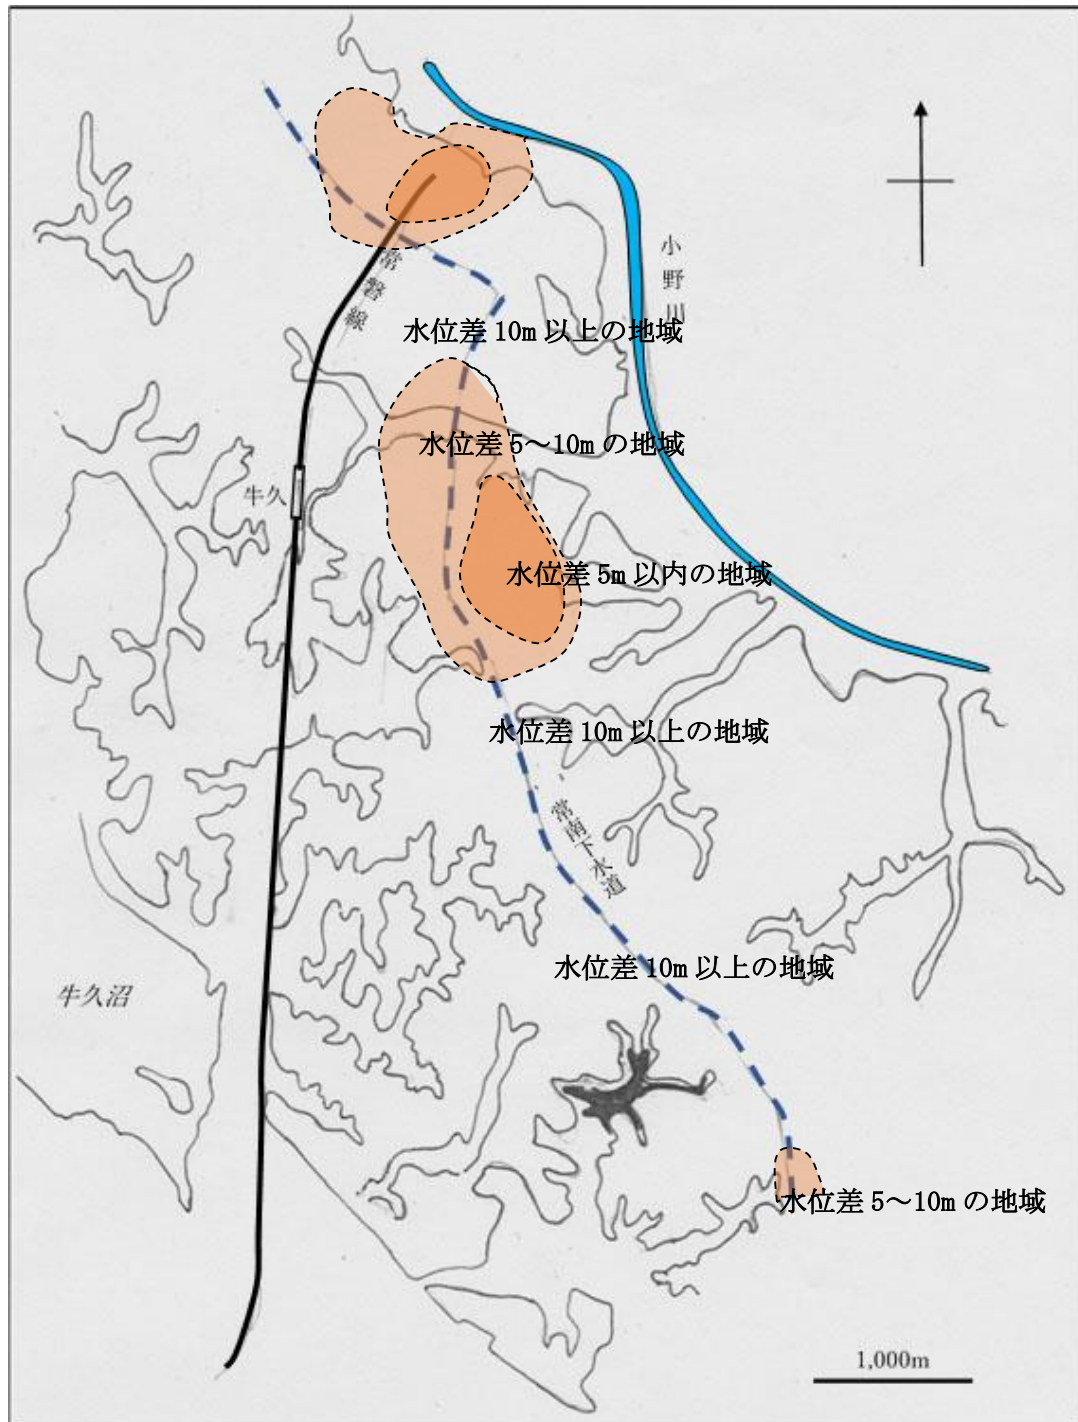 小野川
常磐線
水位差 10m 以上の地域
水位差 5～10m の地域
牛久
水位差 5m 以内の地域
水位差 10m 以上の地域
常南下水道
水位差 10m 以上の地域
牛久沼
水位差 5～10m の地域
1,000m